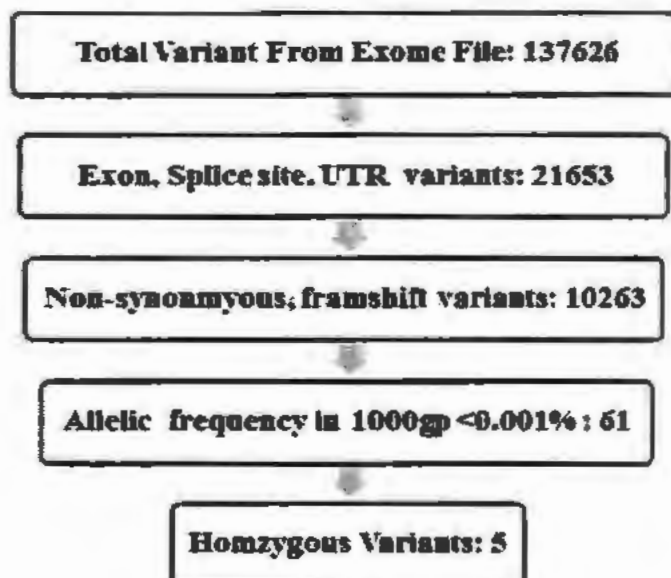 Total Variant From Exome File: 137626
Exon, Splice site. UTR variants: 21653
Non-synonmyous, framshift variants: 10263
Allelic frequency in 1000gp <0.001% : 61
Homzygous Variants: 5